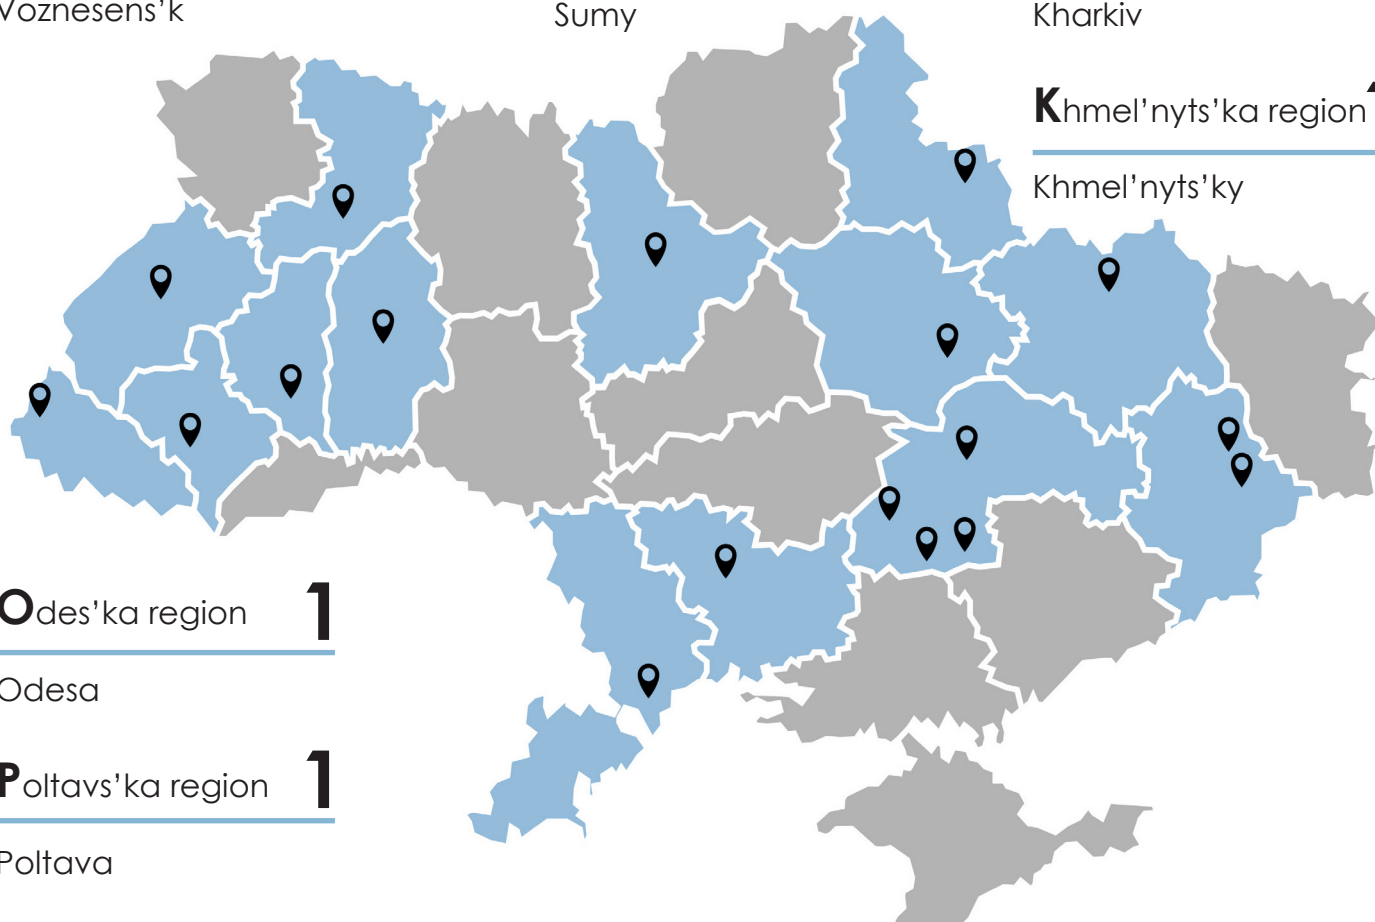 Voznesens’k
Sumy
Kharkiv
Khmel’nyts’ka region
Khmel’nyts’ky
Odes’ka region 1
Odesa
Poltavs’ka region 1
Poltava